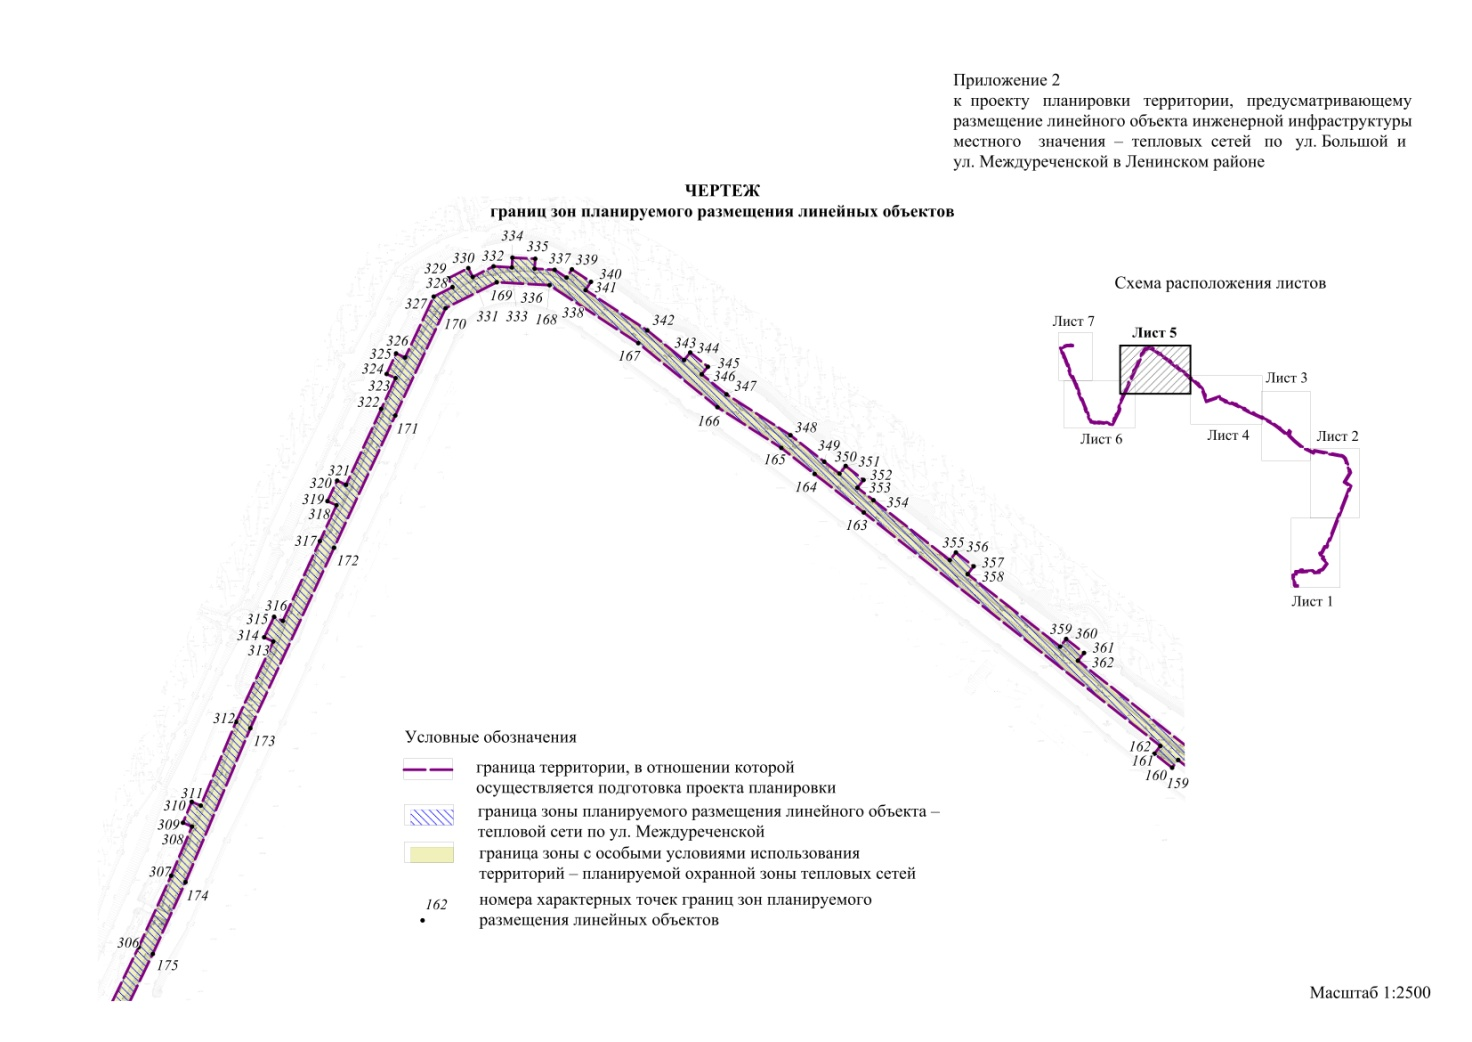 Приложение 2
к проекту планировки территории, предусматривающему
размещение линейного объекта инженерной инфраструктуры
местного значения – тепловых сетей по ул. Большой и
ул. Междуреченской в Ленинском районе
ЧЕРТЕЖ
границ зон планируемого размещения линейных объектов
334
330 332 335
329 337 339
328 340
327 341
169 336
170 331 333 168 338
342
326
325
324
323
322
171
167
343 344
345
346
347
166
348
165
349
350 351
352
353
164
354
163
321
320
319
318
317
172
355 356
357
358
316
315
314
313
359 360
361
362
312
173
162
161
160
159
311
310
309
308
307
174
306
175
Схема расположения листов
Лист 7
Лист 5
Лист 3
Лист 6
Лист 4
Лист 2
Лист 1
Условные обозначения
граница территории, в отношении которой
осуществляется подготовка проекта планировки
граница зоны планируемого размещения линейного объекта –
тепловой сети по ул. Междуреченской
граница зоны с особыми условиями использования
территорий – планируемой охранной зоны тепловых сетей
162
номера характерных точек границ зон планируемого
размещения линейных объектов
Масштаб 1:2500